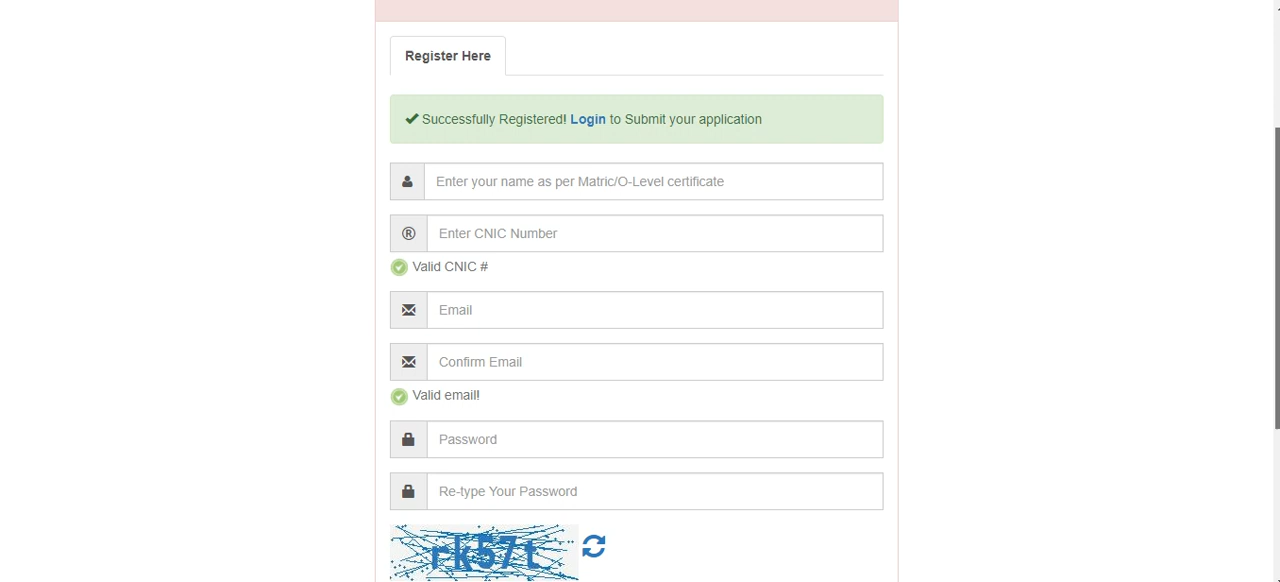 Register Here
Successfully Registered! Login to Submit your application
Enter your name as per Matric/O-Level certificate
Enter CNIC Number
Valid CNIC #
Email
Confirm Email
Valid email!
Password
Re-type Your Password
rk57t